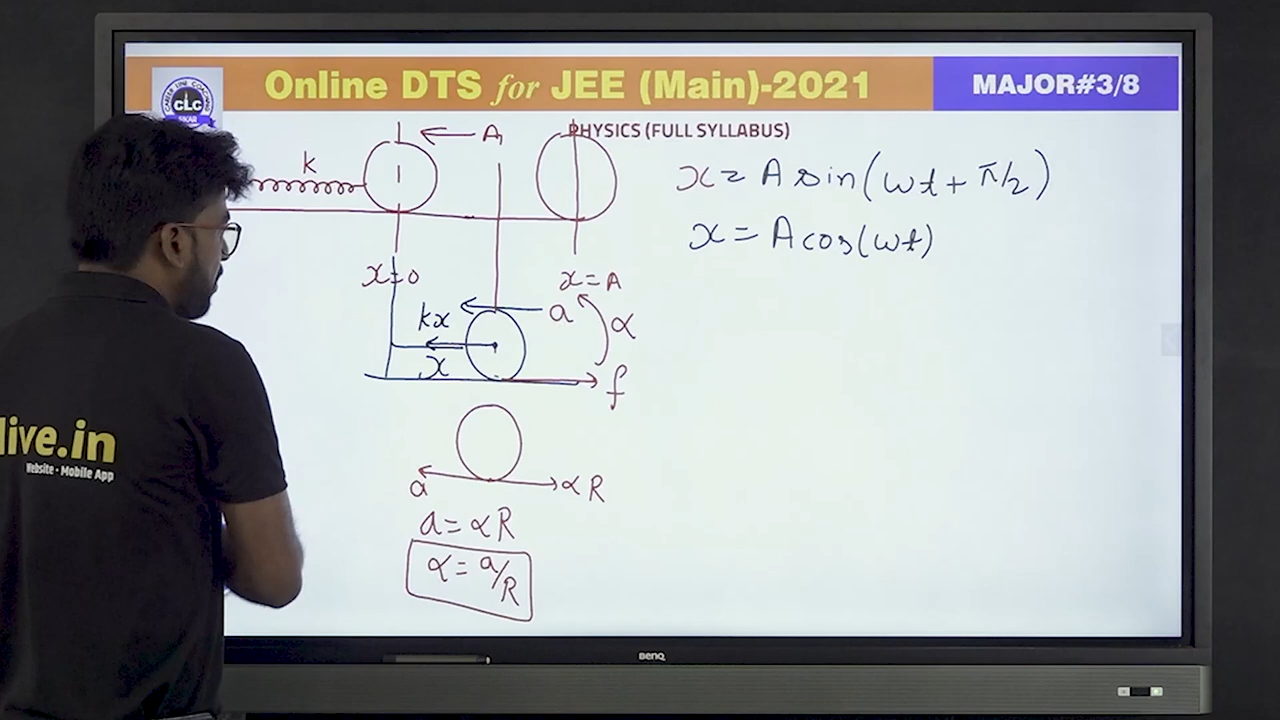 Online DTS for JEE (Main)-2021
MAJOR#3/8
CLC
PHYSICS (FULL SYLLABUS)
A
k
x = A sin(ωt + π/2)
x = A cos(ωt)
x=0
x=A
kx
a
α
x
f
a
αR
a = αR
α = a/R
live.in
Website · Mobile App
BenQ